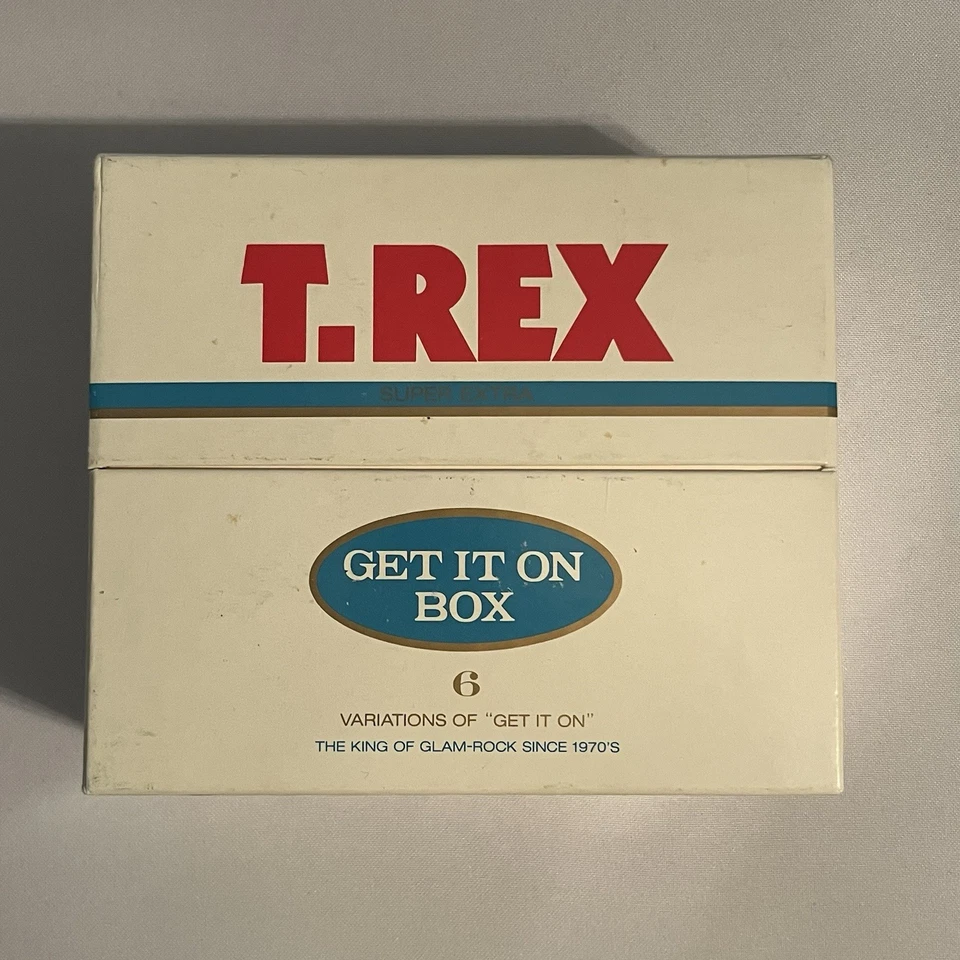 T.REX
SUPER EXTRA
GET IT ON
BOX
6
VARIATIONS OF “GET IT ON”
THE KING OF GLAM-ROCK SINCE 1970'S